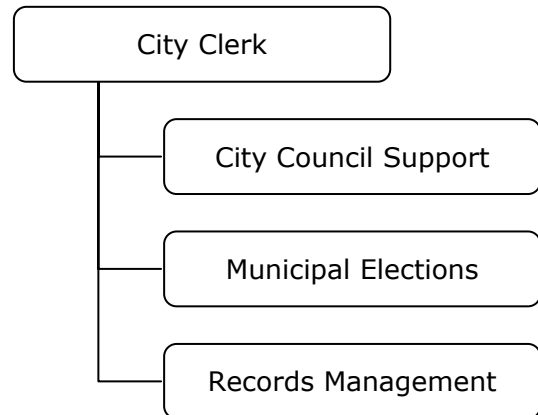 City Clerk
City Council Support
Municipal Elections
Records Management